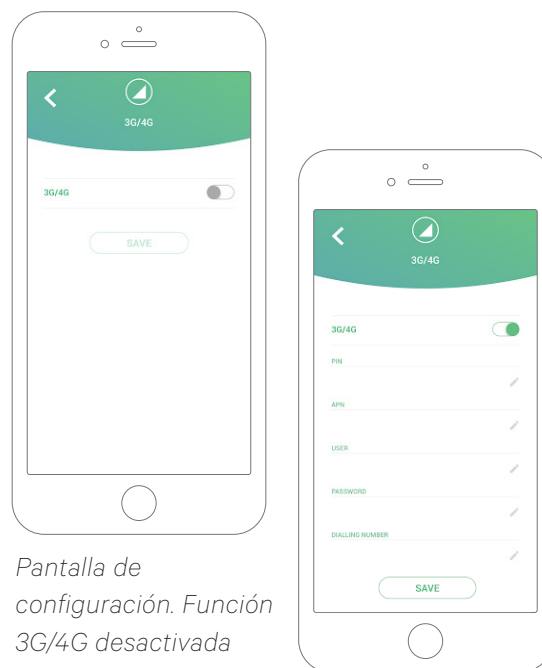 3G/4G
3G/4G
SAVE
Pantalla de
configuración. Función
3G/4G desactivada
3G/4G
3G/4G
PIN
APN
USER
PASSWORD
DIALLING NUMBER
SAVE